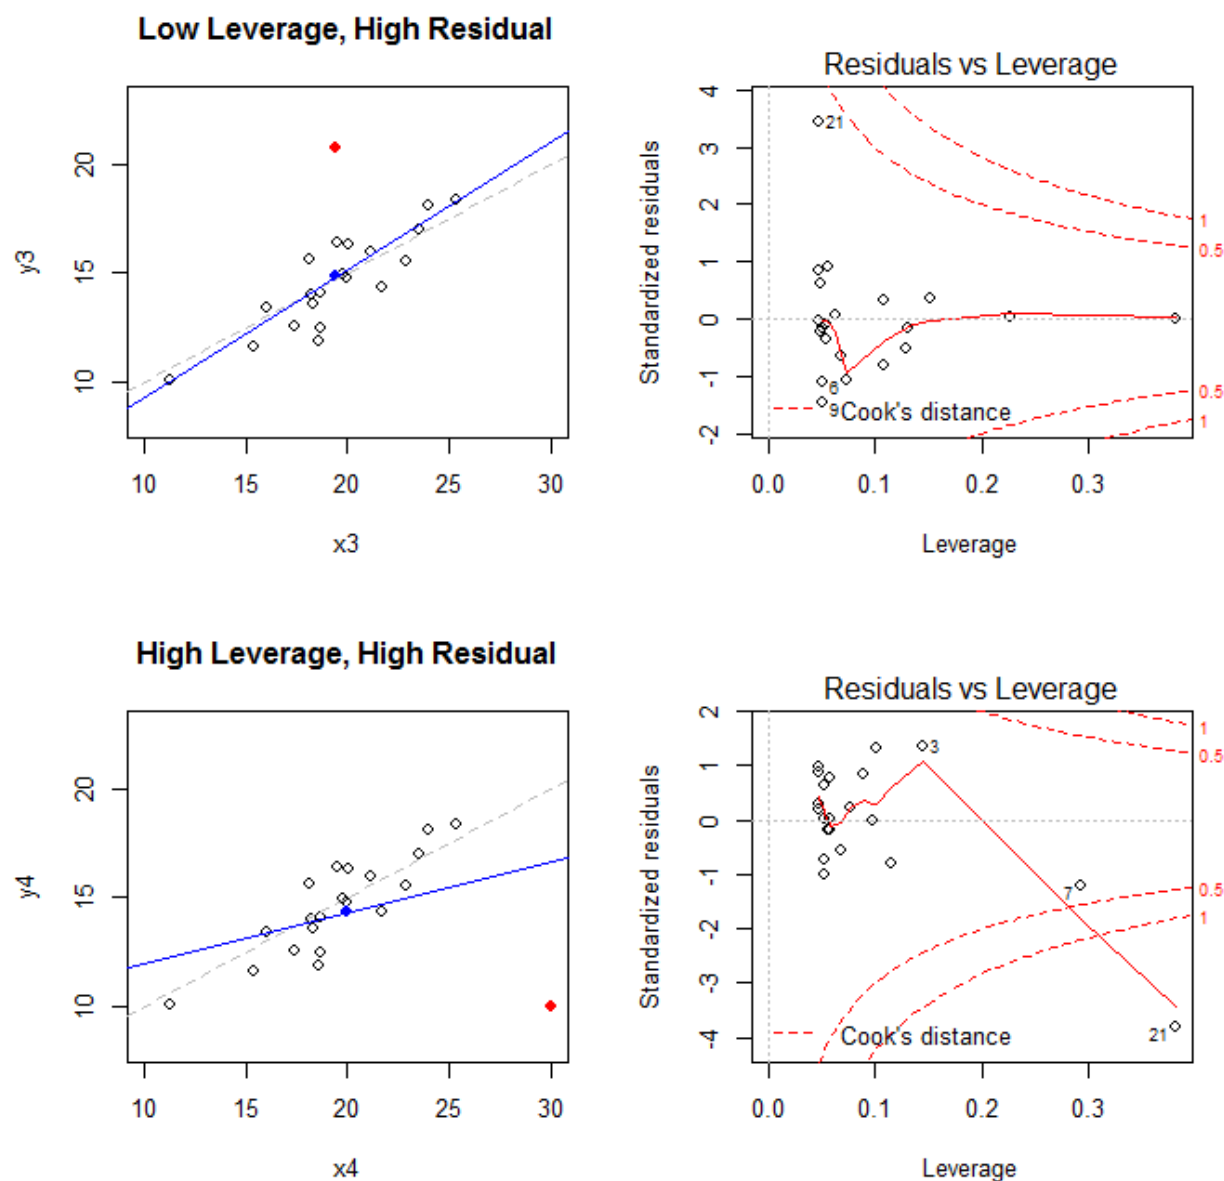 Low Leverage, High Residual
y3
20
15
10
10 15 20 25 30
x3
Residuals vs Leverage
Standardized residuals
4
3
2
1
0
-1
-2
21
6
9
Cook's distance
1
0.5
0.5
1
0.0 0.1 0.2 0.3
Leverage
High Leverage, High Residual
y4
20
15
10
10 15 20 25 30
x4
Residuals vs Leverage
Standardized residuals
2
1
0
-1
-2
-3
-4
3
7
21
Cook's distance
1
0.5
0.5
1
0.0 0.1 0.2 0.3
Leverage